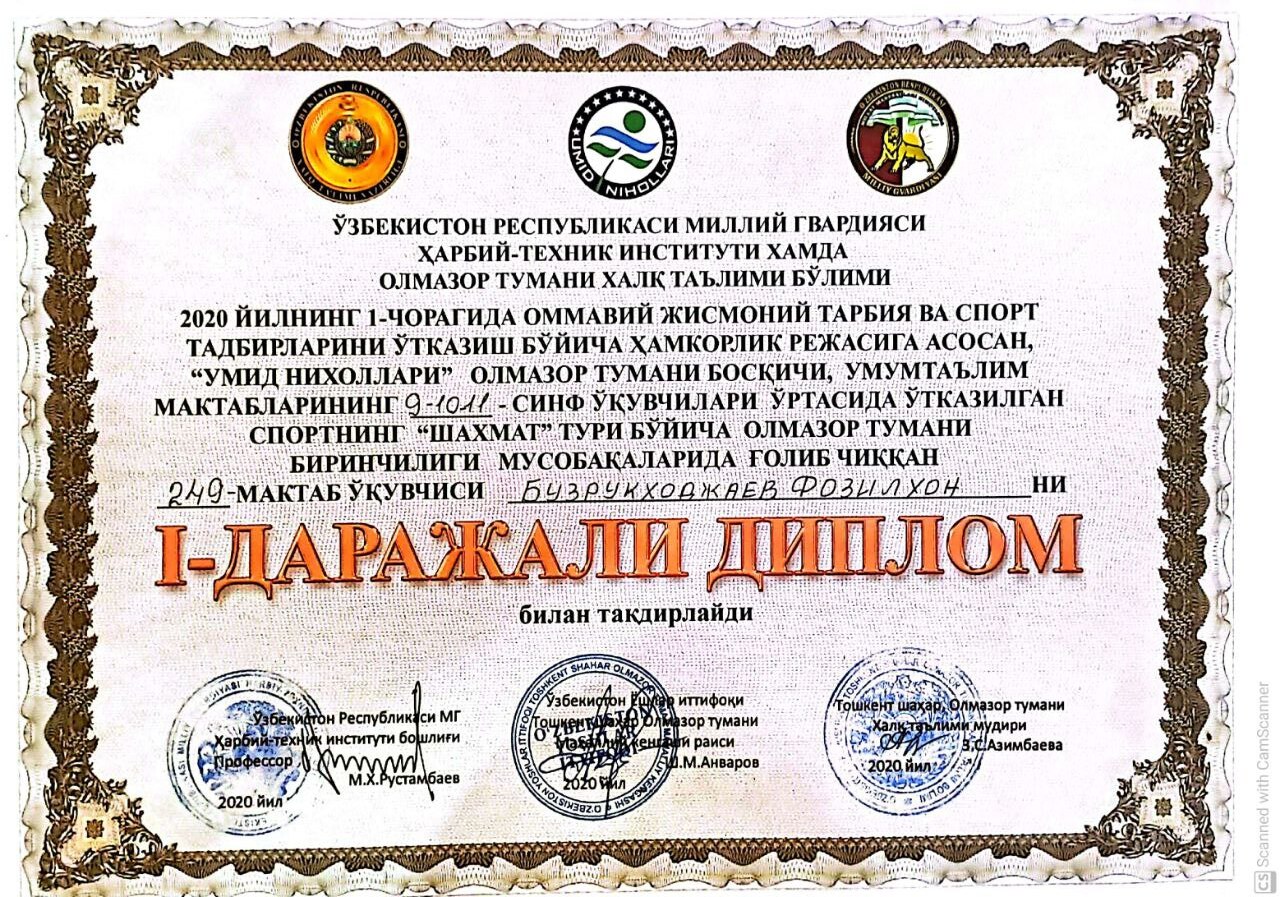 O'ZBEKISTON RESPUBLIKASI
UMID NIHOLLARI
O'ZBEKISTON RESPUBLIKASI
MILLIY GVARDIYASI
ЎЗБЕКИСТОН РЕСПУБЛИКАСИ МИЛЛИЙ ГВАРДИЯСИ
ҲАРБИЙ-ТЕХНИК ИНСТИТУТИ ХАМДА
ОЛМАЗОР ТУМАНИ ХАЛҚ ТАЪЛИМИ БЎЛИМИ
2020 ЙИЛНИНГ 1-ЧОРАГИДА ОММАВИЙ ЖИСМОНИЙ ТАРБИЯ ВА СПОРТ
ТАДБИРЛАРИНИ ЎТКАЗИШ БЎЙИЧА ҲАМКОРЛИК РЕЖАСИГА АСОСАН,
“УМИД НИХОЛЛАРИ” ОЛМАЗОР ТУМАНИ БОСҚИЧИ, УМУМТАЪЛИМ
МАКТАБЛАРИНИНГ 9-10.11 - СИНФ ЎҚУВЧИЛАРИ ЎРТАСИДА ЎТКАЗИЛГАН
СПОРТНИНГ “ШАХМАТ” ТУРИ БЎЙИЧА ОЛМАЗОР ТУМАНИ
БИРИНЧИЛИГИ МУСОБАҚАЛАРИДА ҒОЛИБ ЧИҚҚАН
249-МАКТАБ ЎҚУВЧИСИ БУЗРУКХОДЖАЕВ ФОЗИЛХОН НИ
I-ДАРАЖАЛИ ДИПЛОМ
билан тақдирлайди
Ўзбекистон Республикаси МГ
Ҳарбий-техник институти бошлиғи
Профессор
М.Х.Рустамбаев
2020 йил
Ўзбекистон Ёшлар иттифоқи
Тошкент шаҳар Олмазор тумани
Маҳаллий кенгаши раиси
Ш.М.Анваров
2020 йил
Тошкент шаҳар, Олмазор тумани
Халқ таълими мудири
З.С.Азимбаева
2020 йил
CS Scanned with CamScanner